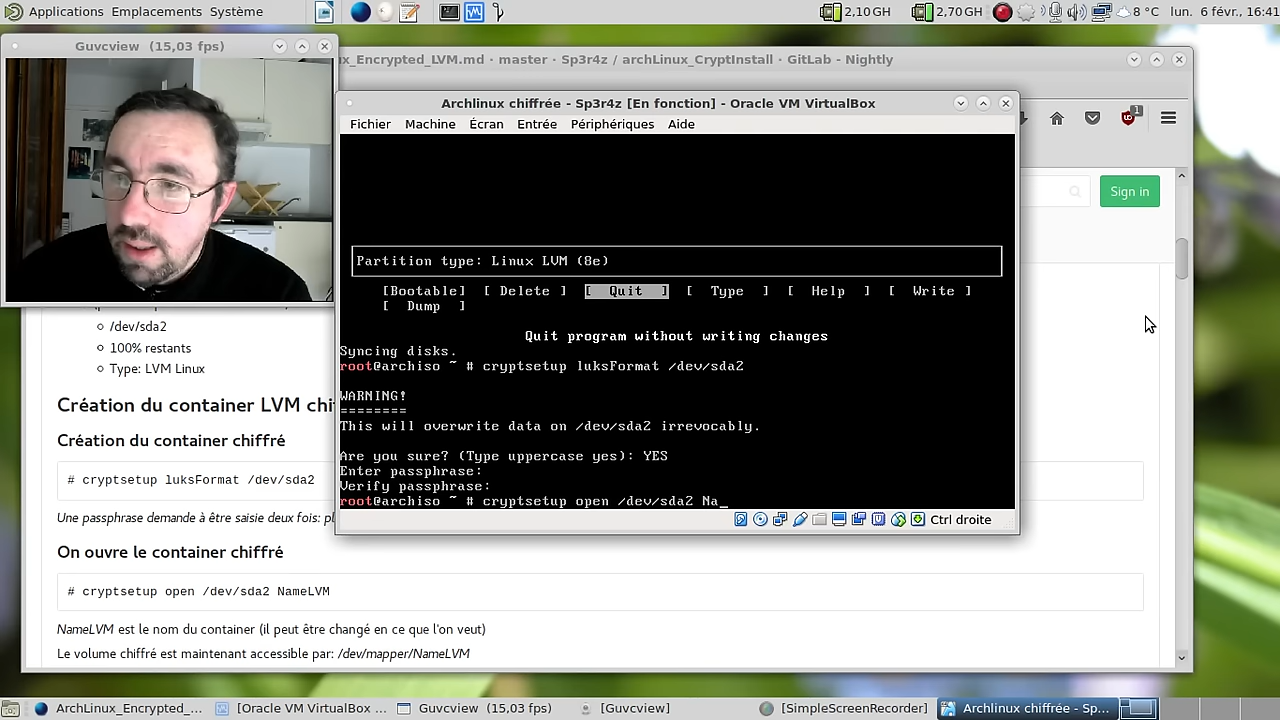 Applications Emplacements Système
2,10 GH
2,70 GH
8 °C
lun. 6 févr., 16:41
Guvcview (15,03 fps)
x_Encrypted_LVM.md · master · Sp3r4z / archLinux_CryptInstall · GitLab - Nightly
Archlinux chiffrée - Sp3r4z [En fonction] - Oracle VM VirtualBox
Fichier Machine Écran Entrée Périphériques Aide
1
Sign in
Partition type: Linux LVM (8e)
[Bootable] [ Delete ] [ Quit ] [ Type ] [ Help ] [ Write ]
[ Dump ]
Quit program without writing changes
Syncing disks.
root@archiso ~ # cryptsetup luksFormat /dev/sda2
WARNING!
========
This will overwrite data on /dev/sda2 irrevocably.
Are you sure? (Type uppercase yes): YES
Enter passphrase:
Verify passphrase:
root@archiso ~ # cryptsetup open /dev/sda2 Na_
Ctrl droite
/dev/sda2
100% restants
Type: LVM Linux
Création du container LVM chi
Création du container chiffré
# cryptsetup luksFormat /dev/sda2
Une passphrase demande à être saisie deux fois:
On ouvre le container chiffré
# cryptsetup open /dev/sda2 NameLVM
NameLVM est le nom du container (il peut être changé en ce que l'on veut)
Le volume chiffré est maintenant accessible par: /dev/mapper/NameLVM
ArchLinux_Encrypted_... [Oracle VM VirtualBox ... Guvcview (15,03 fps) [Guvcview] [SimpleScreenRecorder] Archlinux chiffrée - Sp...